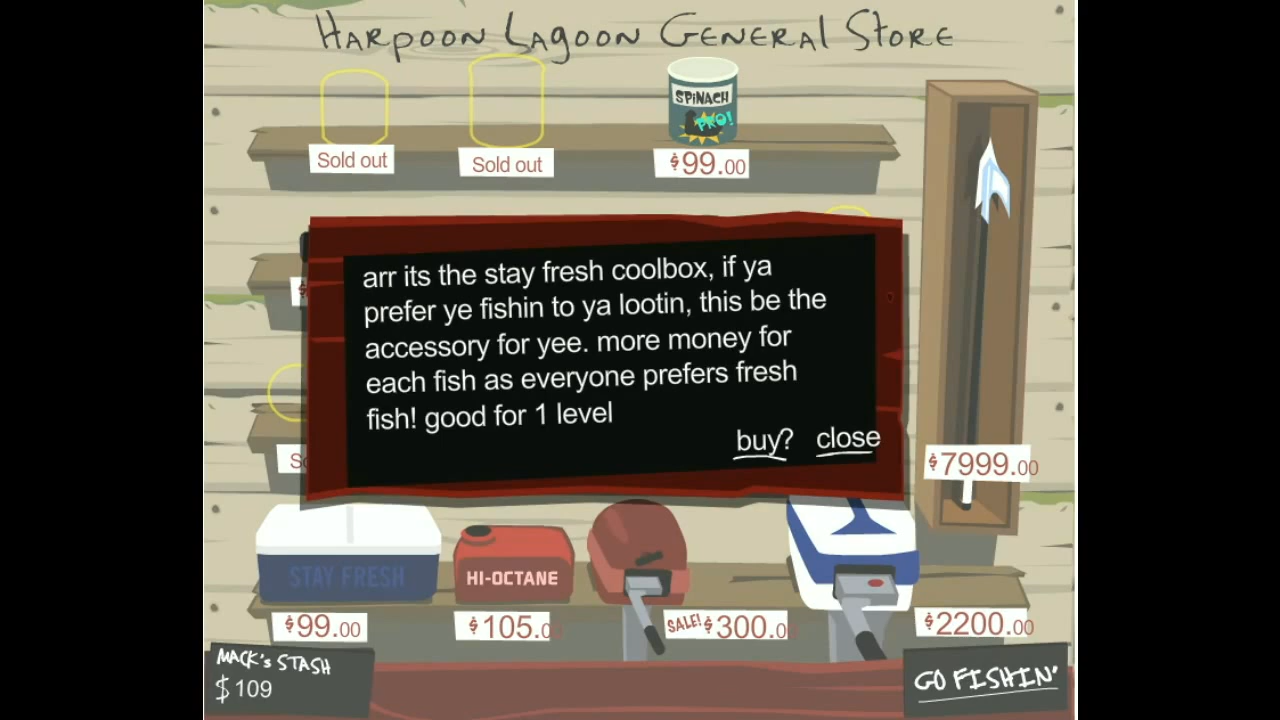 HARPOON LAGOON GENERAL STORE
SPINACH
PRO!
Sold out
Sold out
$99.00
arr its the stay fresh coolbox, if ya
prefer ye fishin to ya lootin, this be the
accessory for yee. more money for
each fish as everyone prefers fresh
fish! good for 1 level
buy? close
$7999.00
STAY FRESH
HI-OCTANE
$99.00
$105.00
SALE! $300.00
$2200.00
MACK'S STASH
$109
GO FISHIN'